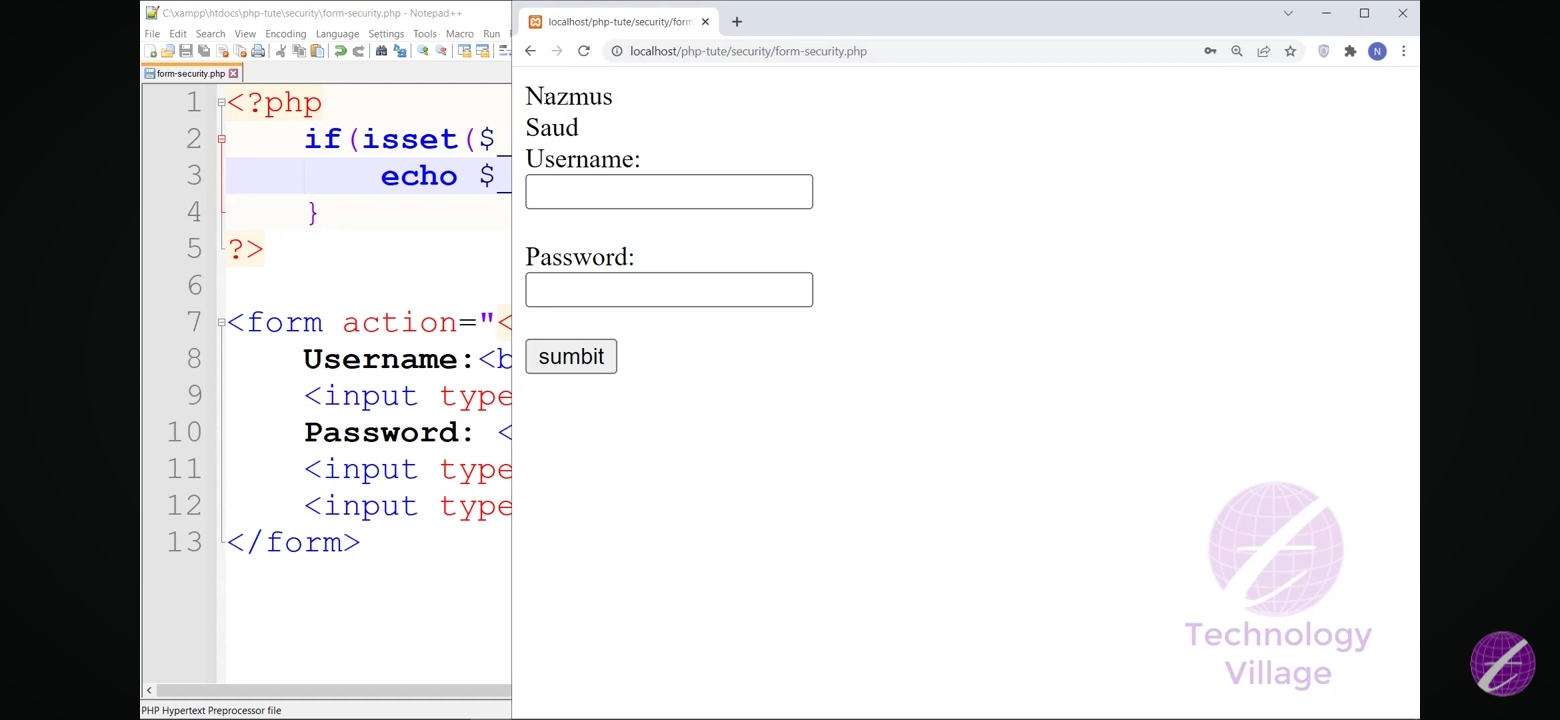 C:\xampp\htdocs\php-tute\security\form-security.php - Notepad++
File Edit Search View Encoding Language Settings Tools Macro Run
form-security.php
1 <?php
2 if(isset($_
3 echo $_
4 }
5 ?>
6
7 <form action="<
8 Username:<b
9 <input type
10 Password: <
11 <input type
12 <input type
13 </form>
PHP Hypertext Preprocessor file
localhost/php-tute/security/form
localhost/php-tute/security/form-security.php
N
Nazmus
Saud
Username:
Password:
sumbit
Technology
Village